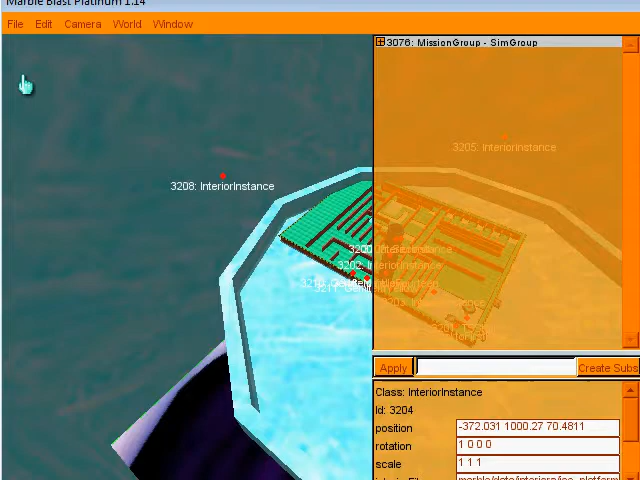 Marble Blast Platinum 1.14
File Edit Camera World Window
3076: MissionGroup - SimGroup
3205: InteriorInstance
3208: InteriorInstance
3202: InteriorInstance
Apply
Create Subs
Class: InteriorInstance
Id: 3204
position -372.031 1000.27 70.4811
rotation 1 0 0 0
scale 1 1 1